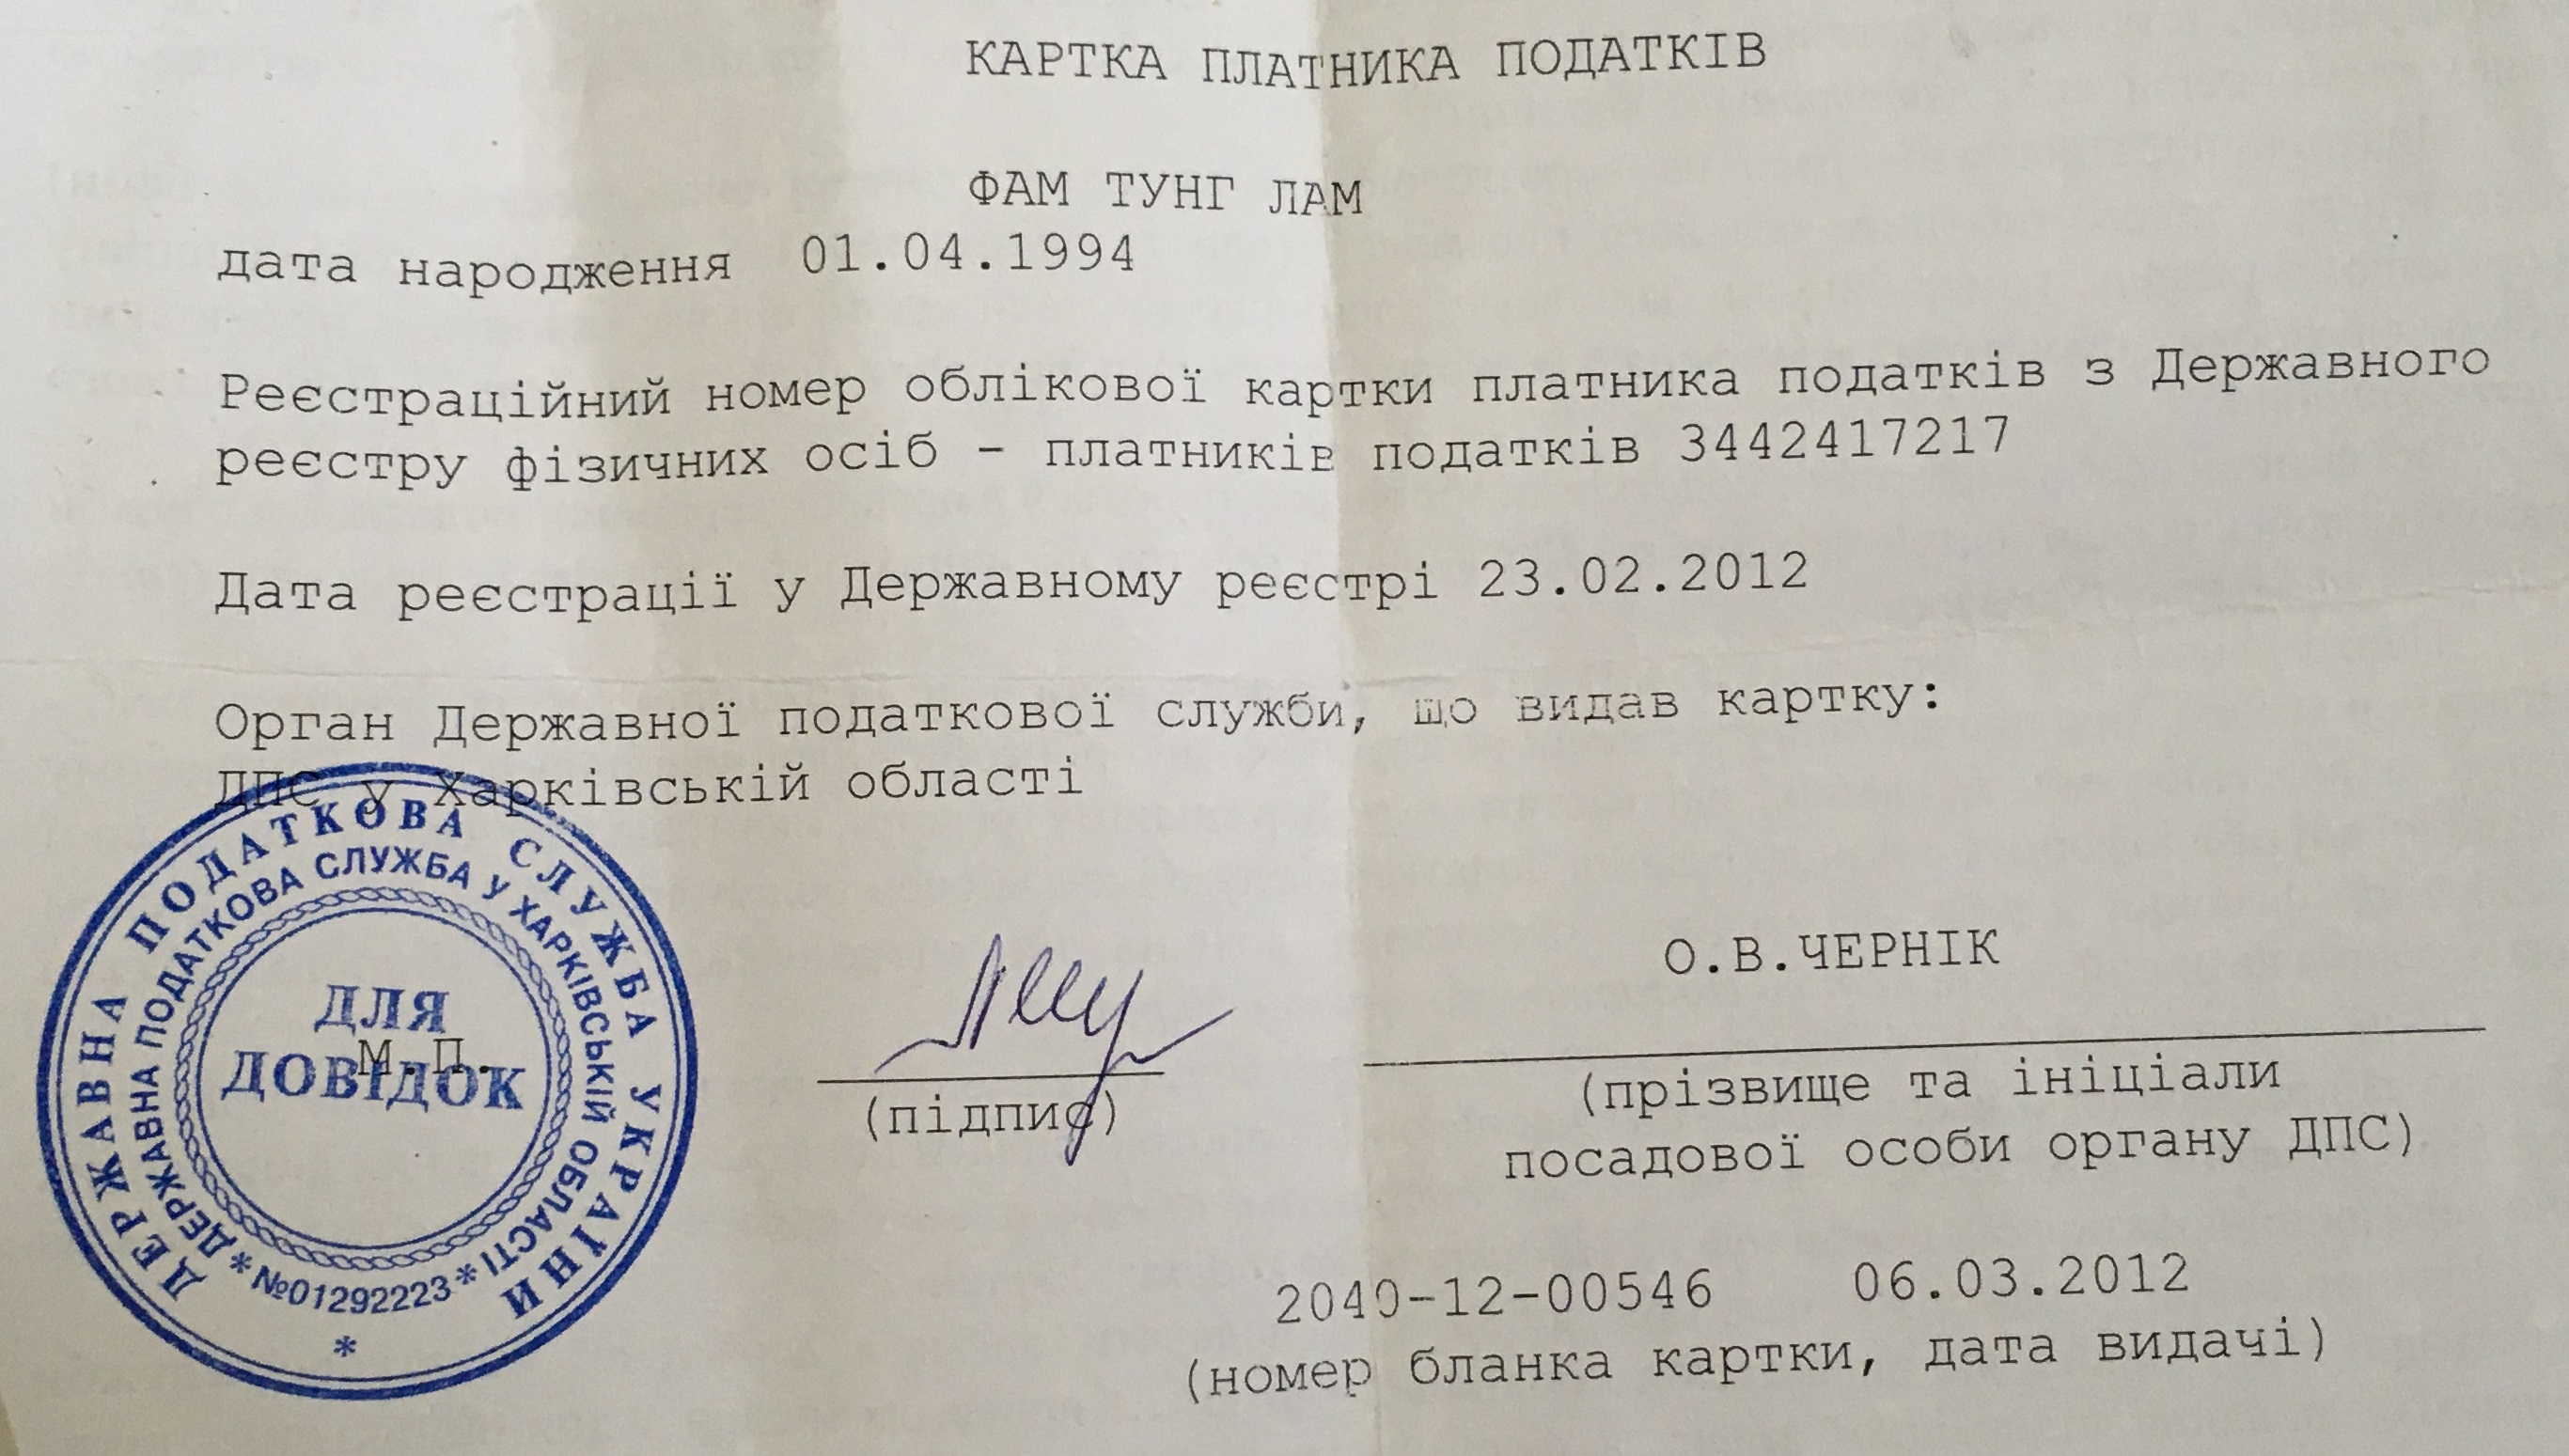 КАРТКА ПЛАТНИКА ПОДАТКІВ
ФАМ ТУНГ ЛАМ
дата народження 01.04.1994
Реєстраційний номер облікової картки платника податків з Державного
реєстру фізичних осіб - платників податків 3442417217
Дата реєстрації у Державному реєстрі 23.02.2012
Орган Державної податкової служби, що видав картку:
ДПС у Харківській області
ДЕРЖАВНА ПОДАТКОВА СЛУЖБА УКРАЇНИ
*
ДЕРЖАВНА ПОДАТКОВА СЛУЖБА У ХАРКІВСЬКІЙ ОБЛАСТІ
* №01292223 *
ДЛЯ
ДОВІДОК
М.П.
(підпис)
О.В.ЧЕРНІК
(прізвище та ініціали
посадової особи органу ДПС)
2040-12-00546 06.03.2012
(номер бланка картки, дата видачі)